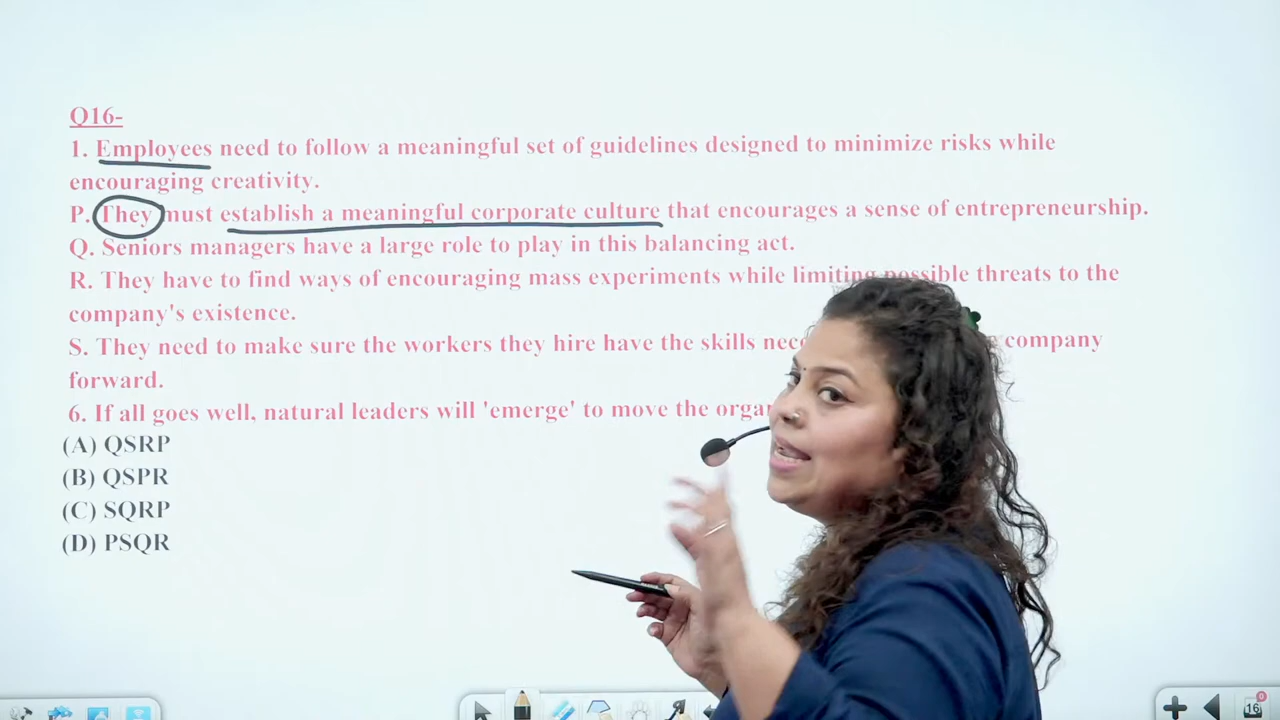 Q16-
1. Employees need to follow a meaningful set of guidelines designed to minimize risks while
encouraging creativity.
P. They must establish a meaningful corporate culture that encourages a sense of entrepreneurship.
Q. Seniors managers have a large role to play in this balancing act.
R. They have to find ways of encouraging mass experiments while limiting possible threats to the
company's existence.
S. They need to make sure the workers they hire have the skills company
forward.
6. If all goes well, natural leaders will 'emerge' to move the
(A) QSRP
(B) QSPR
(C) SQRP
(D) PSQR
16
0